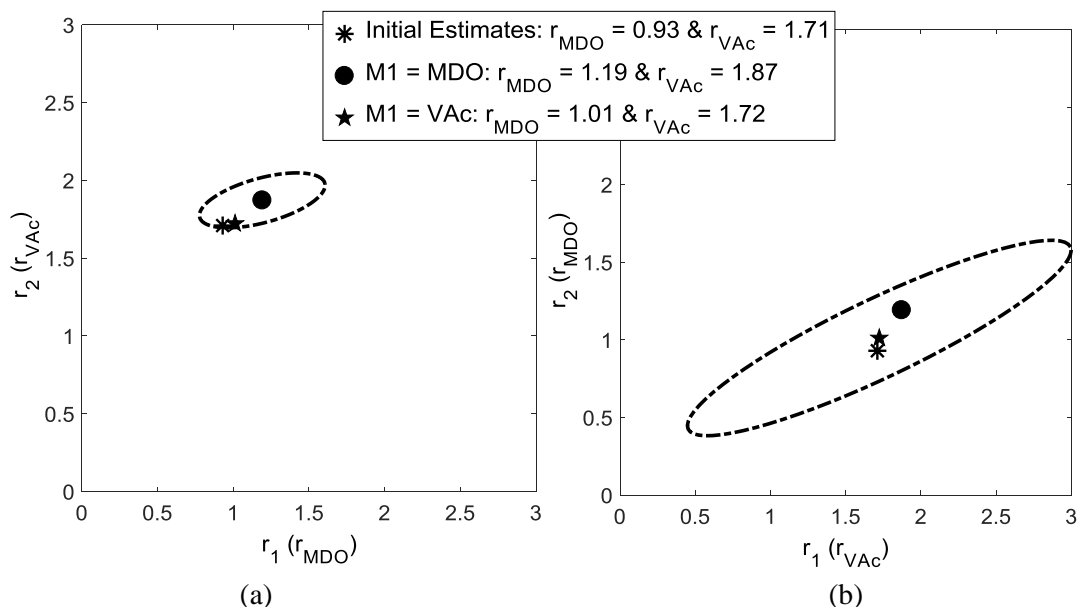 Initial Estimates: r_MDO = 0.93 & r_VAc = 1.71
M1 = MDO: r_MDO = 1.19 & r_VAc = 1.87
M1 = VAc: r_MDO = 1.01 & r_VAc = 1.72
3
2.5
2
1.5
1
0.5
0
r_2 (r_VAc)
0 0.5 1 1.5 2 2.5 3
r_1 (r_MDO)
(a)
2
1.5
1
0.5
0
r_2 (r_MDO)
0 0.5 1 1.5 2 2.5 3
r_1 (r_VAc)
(b)